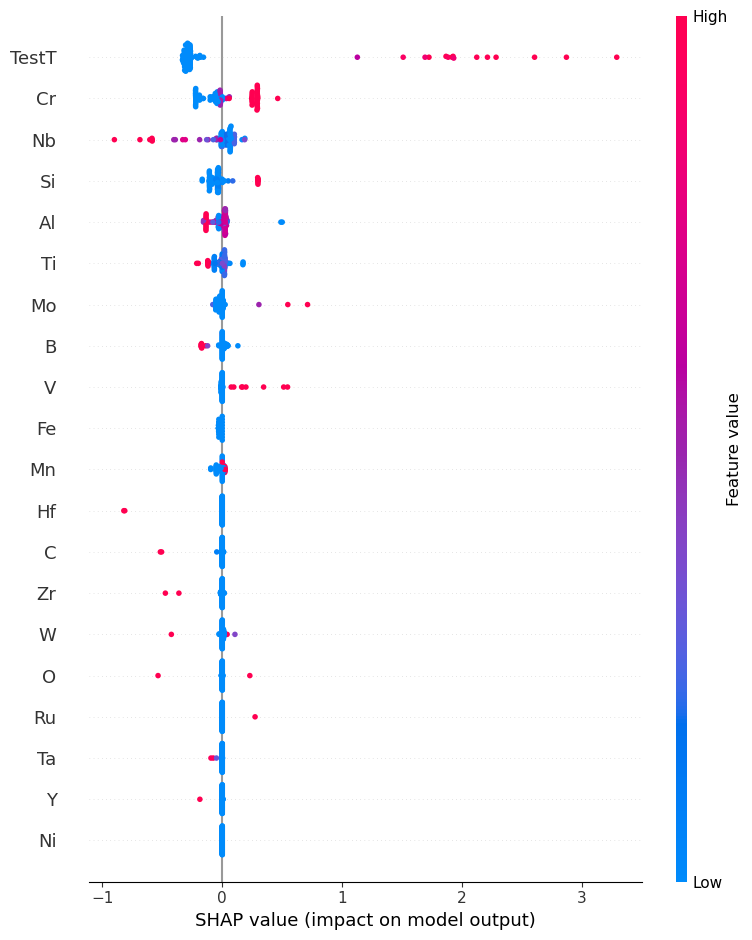 High
TestT
Cr
Nb
Si
Al
Ti
Mo
B
V
Fe
Mn
Hf
C
Zr
W
O
Ru
Ta
Y
Ni
Feature value
Low
−1 0 1 2 3
SHAP value (impact on model output)